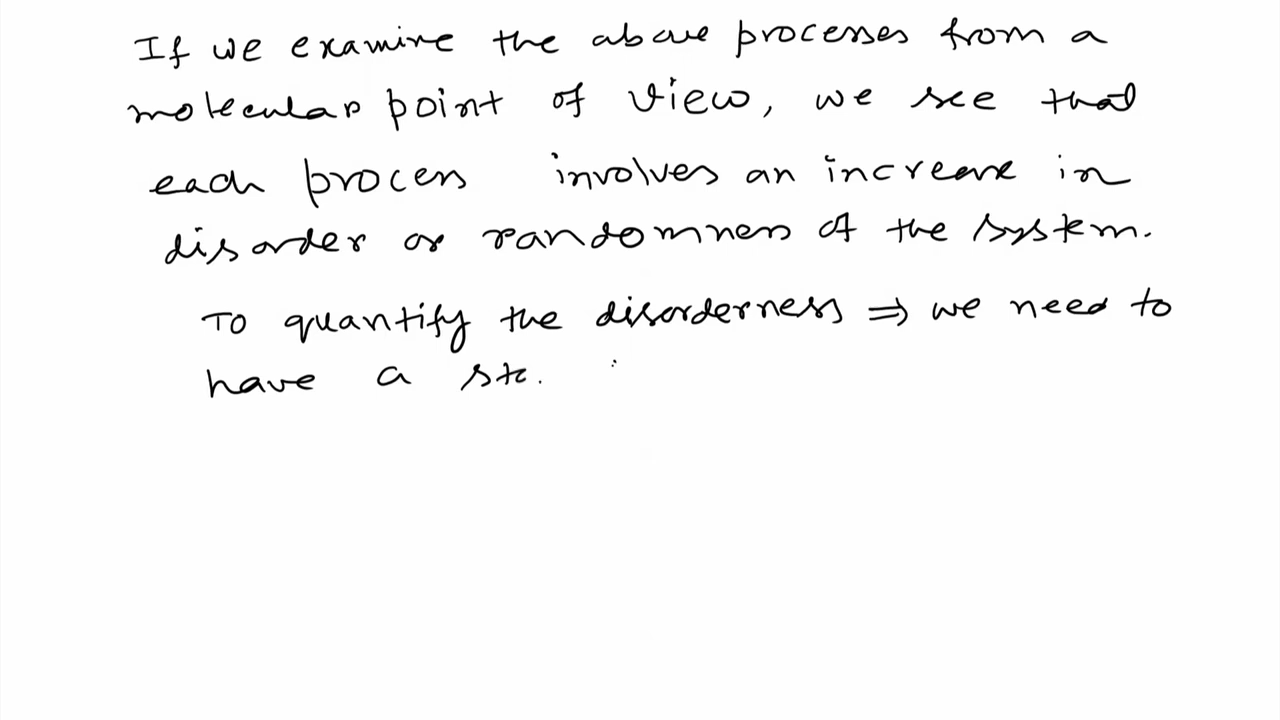 If we examine the above processes from a
molecular point of view, we see that
each process involves an increase in
disorder or randomness of the system.
To quantify the disorderness ⇒ we need to
have a sta.